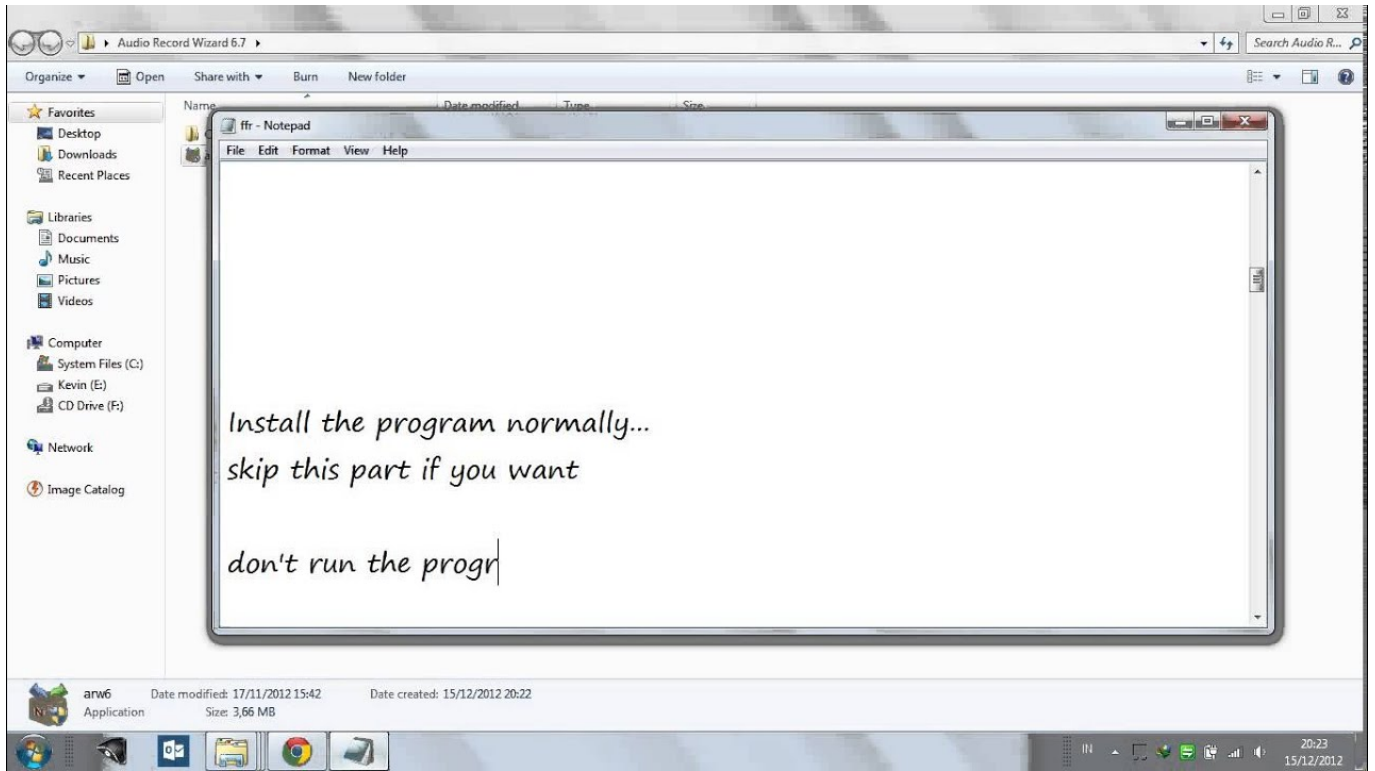 Audio Record Wizard 6.7
Search Audio R...
Organize
Open
Share with
Burn
New folder
Name
Date modified
Type
Size
Favorites
Desktop
Downloads
Recent Places
Libraries
Documents
Music
Pictures
Videos
Computer
System Files (C:)
Kevin (E:)
CD Drive (F:)
Network
Image Catalog
ffr - Notepad
File Edit Format View Help
Install the program normally...
skip this part if you want
don't run the progr
arw6 Date modified: 17/11/2012 15:42 Date created: 15/12/2012 20:22
Application Size: 3,66 MB
IN
20:23
15/12/2012